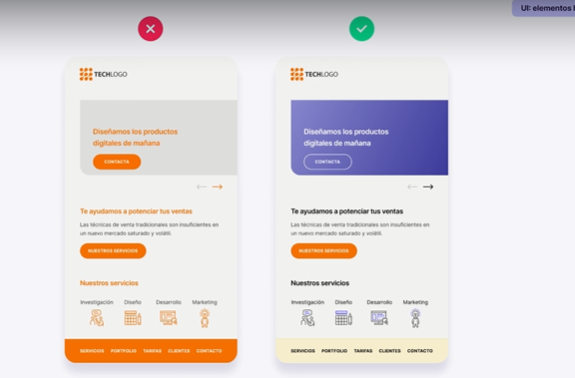 UI: elementos
TECHLOGO
Diseñamos los productos
digitales de mañana
CONTACTA
Te ayudamos a potenciar tus ventas
Las técnicas de venta tradicionales son insuficientes en
un nuevo mercado saturado y volátil.
NUESTROS SERVICIOS
Nuestros servicios
Investigación Diseño Desarrollo Marketing
SERVICIOS PORTFOLIO TARIFAS CLIENTES CONTACTO
TECHLOGO
Diseñamos los productos
digitales de mañana
CONTACTA
Te ayudamos a potenciar tus ventas
Las técnicas de venta tradicionales son insuficientes en
un nuevo mercado saturado y volátil.
NUESTROS SERVICIOS
Nuestros servicios
Investigación Diseño Desarrollo Marketing
SERVICIOS PORTFOLIO TARIFAS CLIENTES CONTACTO